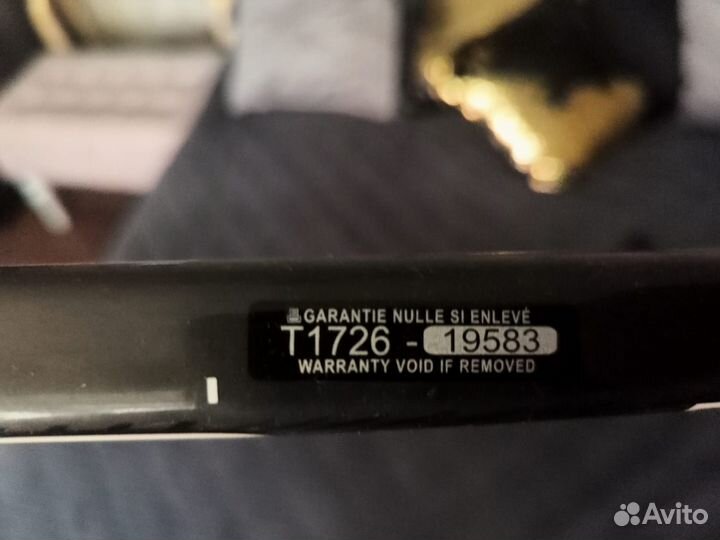 GARANTIE NULLE SI ENLEVÉ
T1726 - 19583
WARRANTY VOID IF REMOVED
Avito